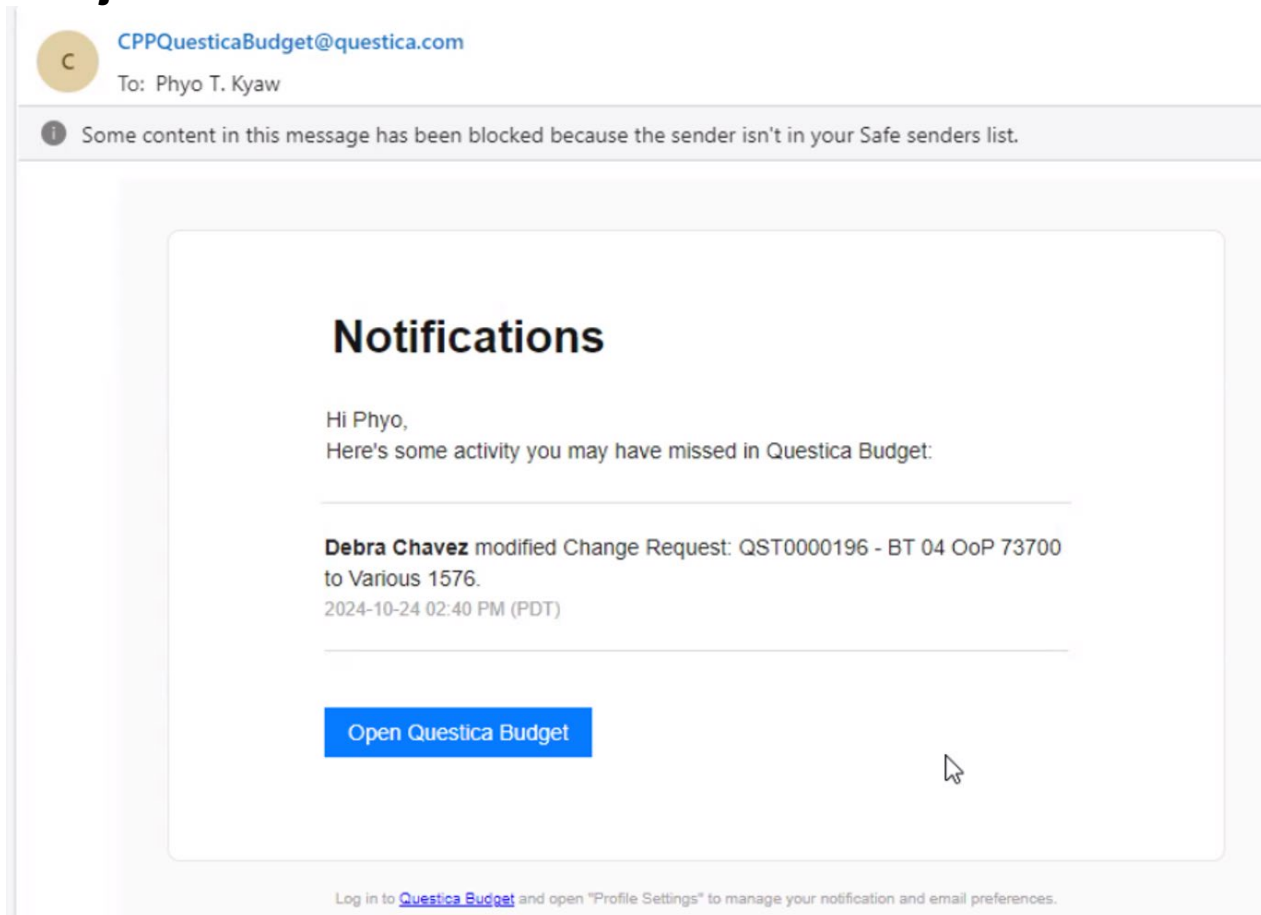 C
CPPQuesticaBudget@questica.com
To: Phyo T. Kyaw
Some content in this message has been blocked because the sender isn't in your Safe senders list.
Notifications
Hi Phyo,
Here's some activity you may have missed in Questica Budget:
Debra Chavez modified Change Request: QST0000196 - BT 04 OoP 73700
to Various 1576.
2024-10-24 02:40 PM (PDT)
Open Questica Budget
Log in to Questica Budget and open "Profile Settings" to manage your notification and email preferences.